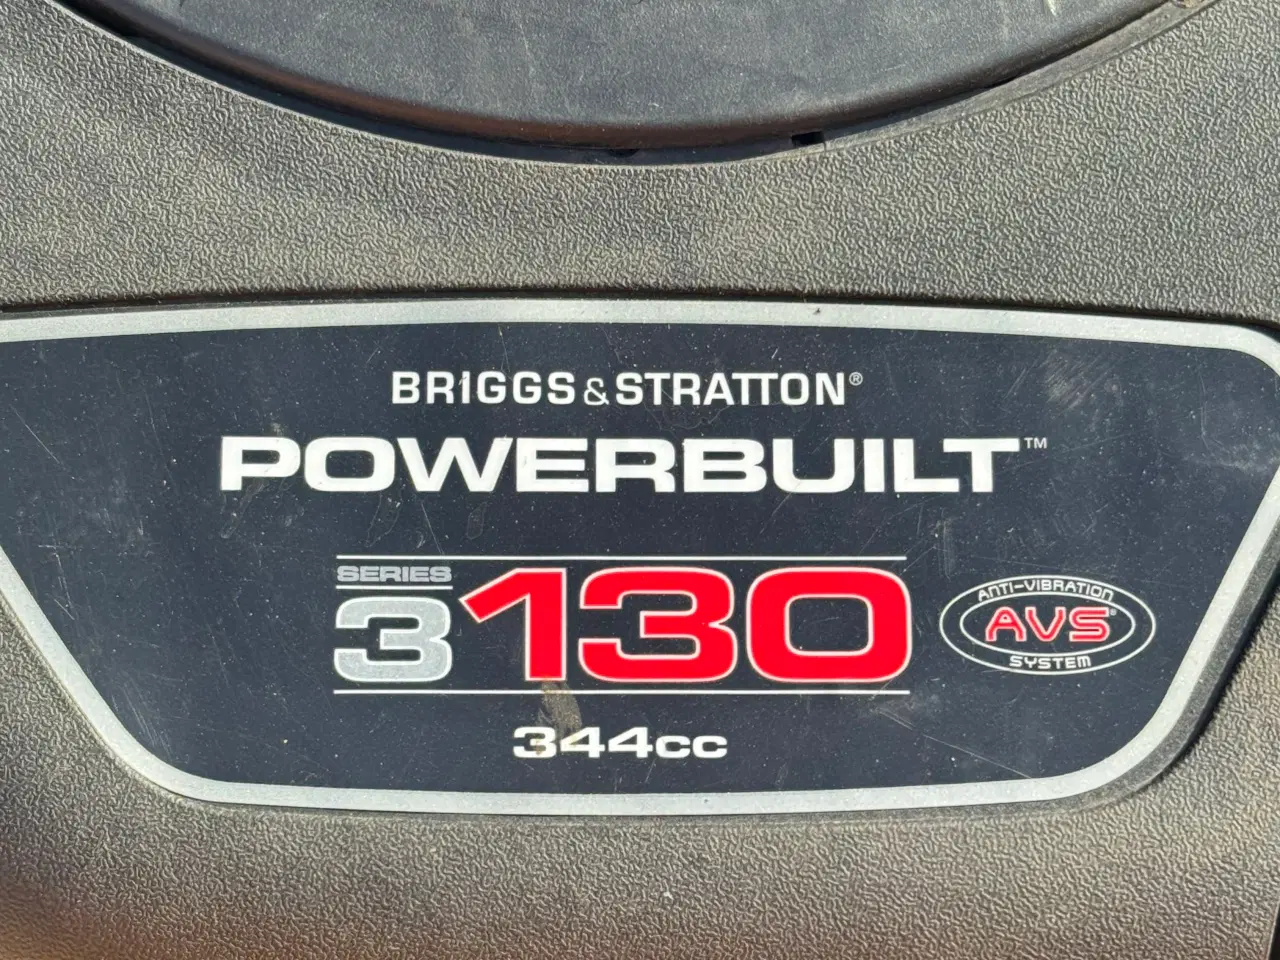 BRIGGS & STRATTON®
POWERBUILT™
SERIES
3130
ANTI-VIBRATION
AVS®
SYSTEM
344cc